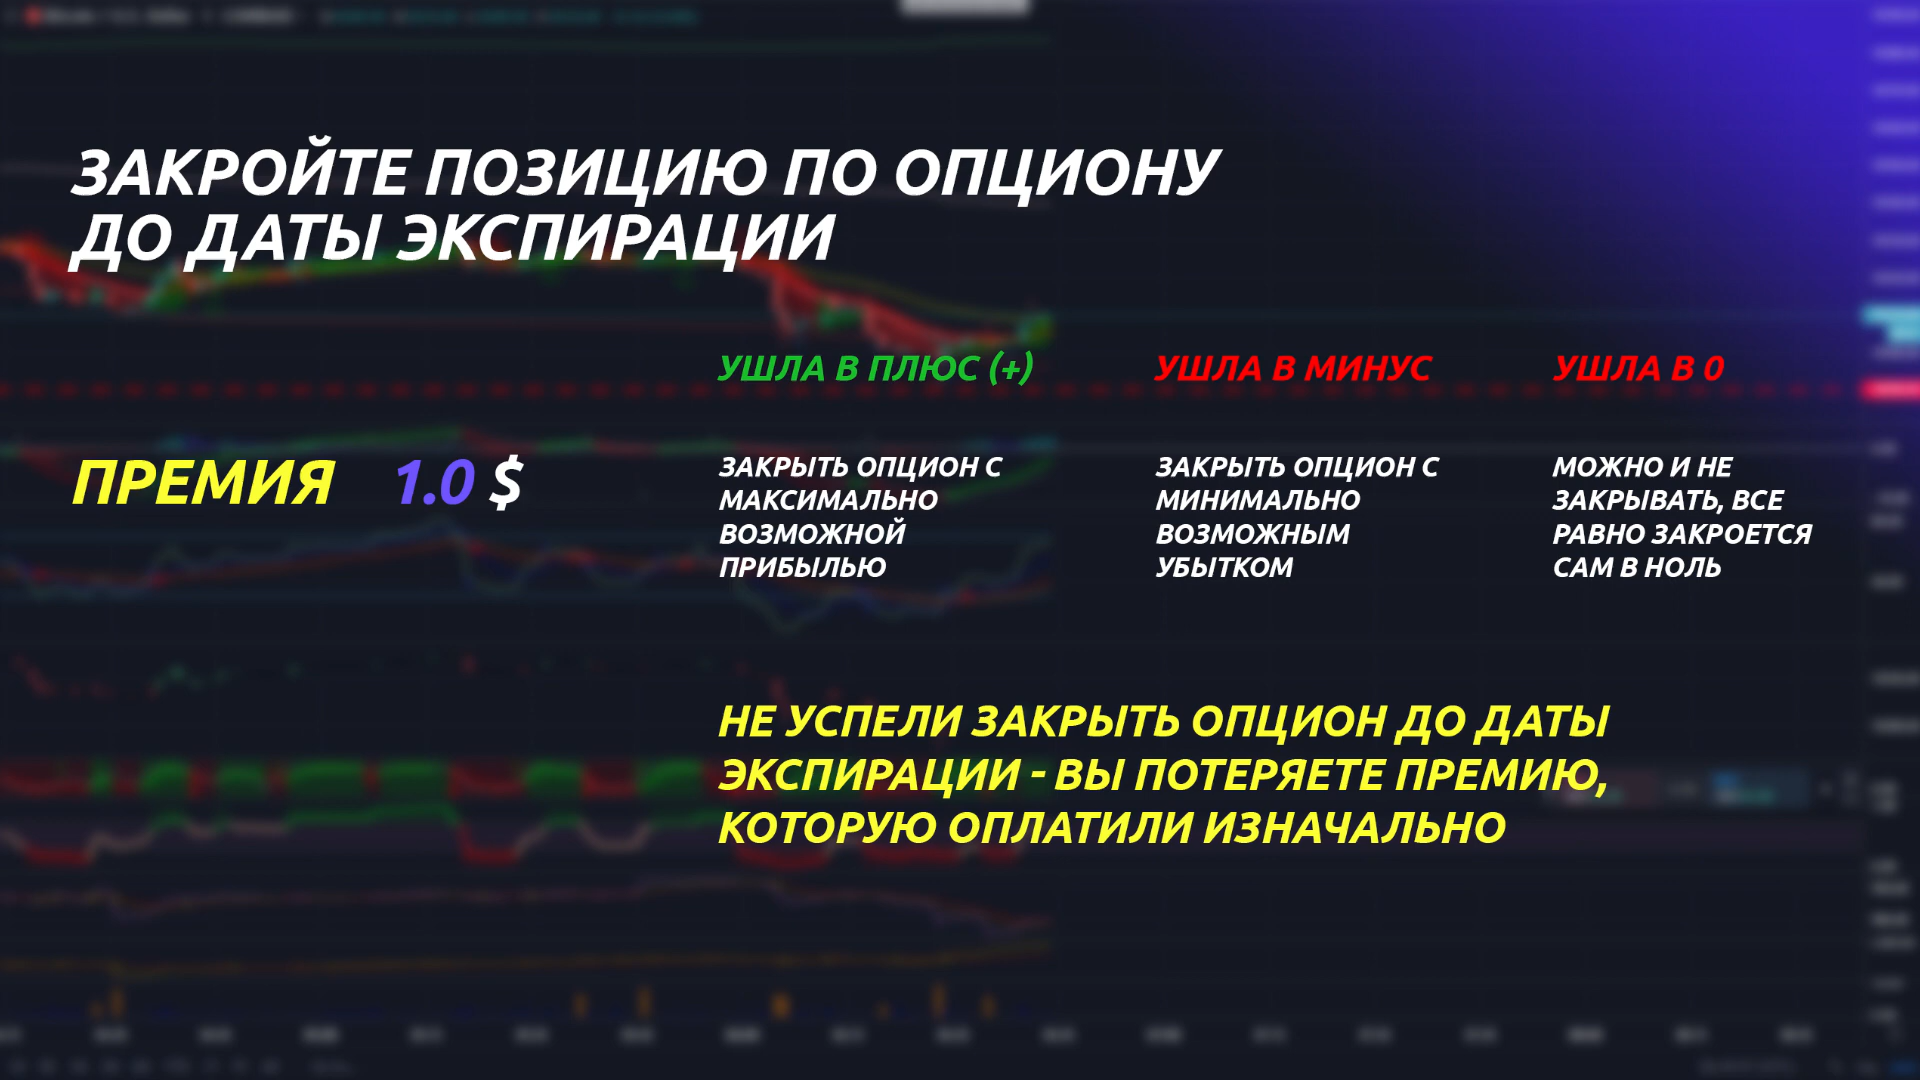 ЗАКРОЙТЕ ПОЗИЦИЮ ПО ОПЦИОНУ
ДО ДАТЫ ЭКСПИРАЦИИ
УШЛА В ПЛЮС (+)
УШЛА В МИНУС
УШЛА В 0
ПРЕМИЯ 1.0 $
ЗАКРЫТЬ ОПЦИОН С
МАКСИМАЛЬНО
ВОЗМОЖНОЙ
ПРИБЫЛЬЮ
ЗАКРЫТЬ ОПЦИОН С
МИНИМАЛЬНО
ВОЗМОЖНЫМ
УБЫТКОМ
МОЖНО И НЕ
ЗАКРЫВАТЬ, ВСЕ
РАВНО ЗАКРОЕТСЯ
САМ В НОЛЬ
НЕ УСПЕЛИ ЗАКРЫТЬ ОПЦИОН ДО ДАТЫ
ЭКСПИРАЦИИ - ВЫ ПОТЕРЯЕТЕ ПРЕМИЮ,
КОТОРУЮ ОПЛАТИЛИ ИЗНАЧАЛЬНО